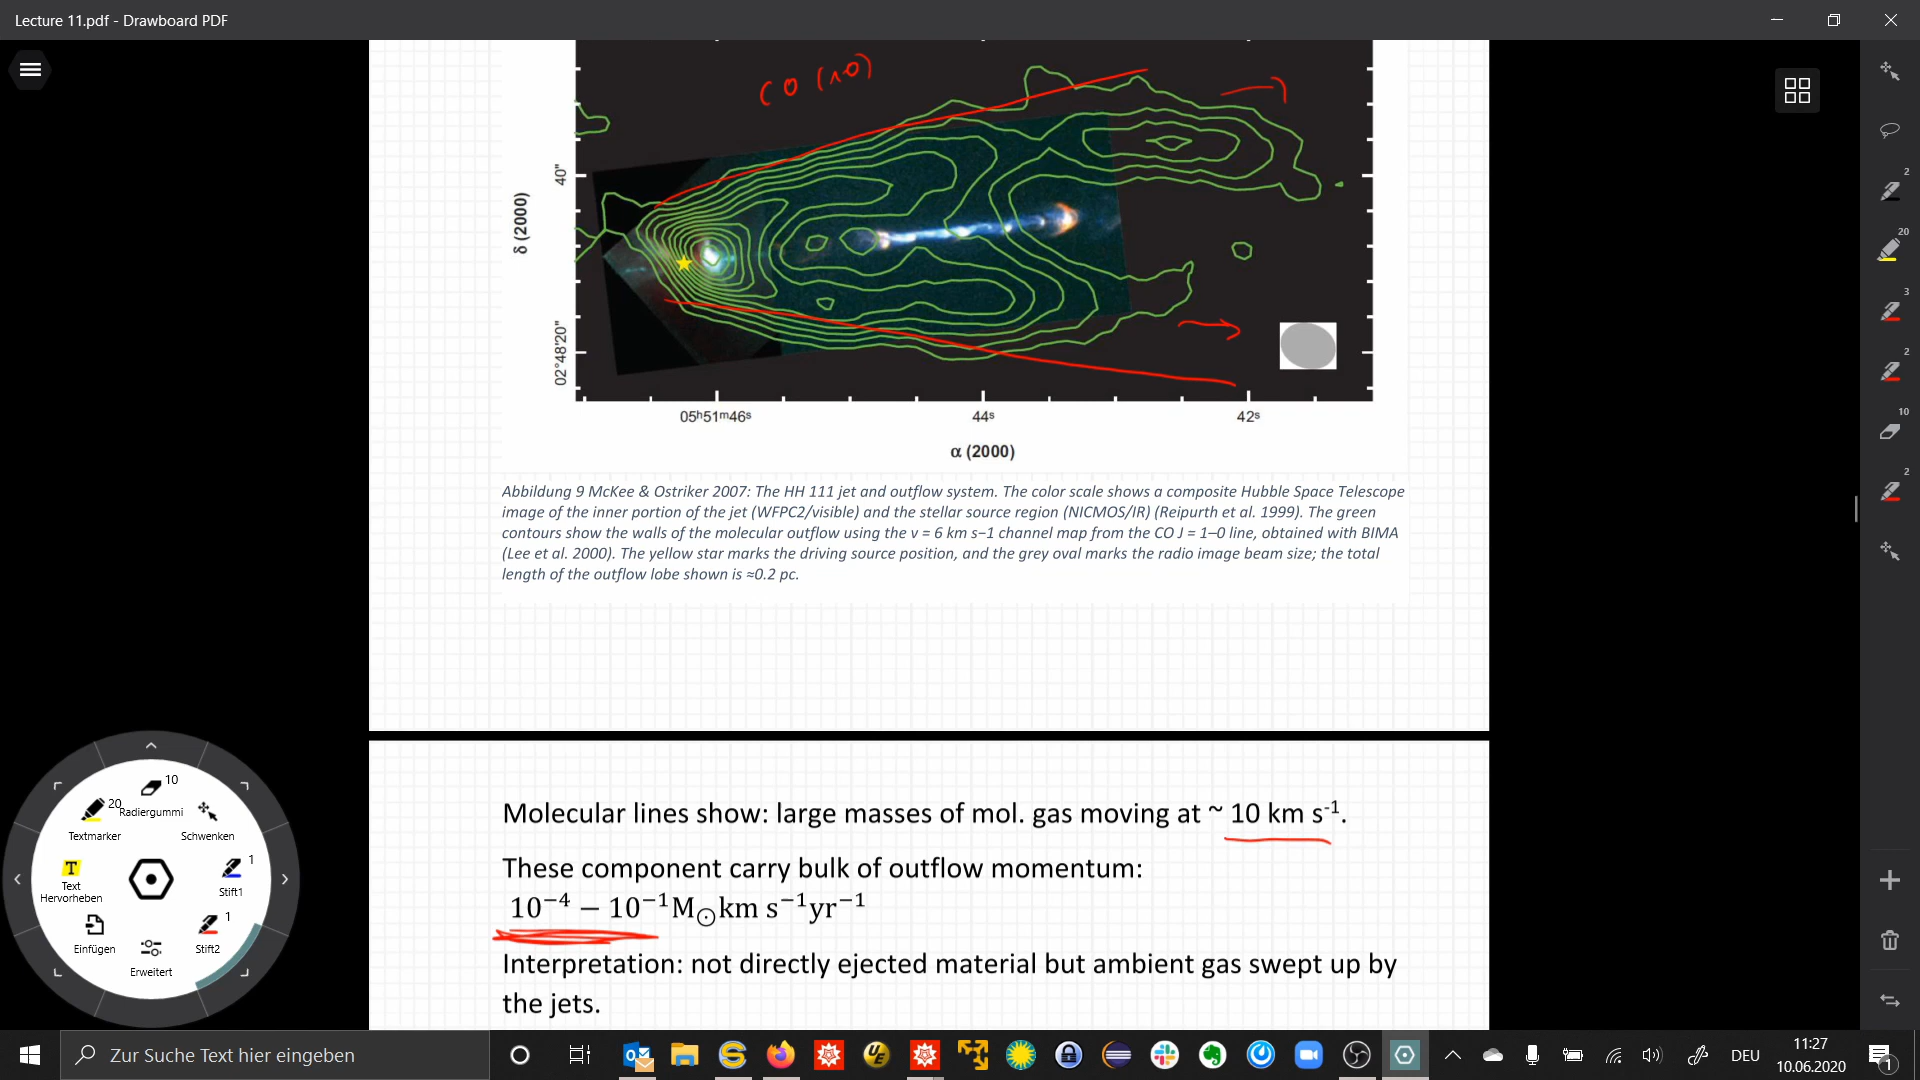 Lecture 11.pdf - Drawboard PDF
CO (10)
40"
δ (2000)
02°48'20"
05ʰ51ᵐ46ˢ 44ˢ 42ˢ
α (2000)
Abbildung 9 McKee & Ostriker 2007: The HH 111 jet and outflow system. The color scale shows a composite Hubble Space Telescope
image of the inner portion of the jet (WFPC2/visible) and the stellar source region (NICMOS/IR) (Reipurth et al. 1999). The green
contours show the walls of the molecular outflow using the v = 6 km s−1 channel map from the CO J = 1–0 line, obtained with BIMA
(Lee et al. 2000). The yellow star marks the driving source position, and the grey oval marks the radio image beam size; the total
length of the outflow lobe shown is ≈0.2 pc.
Molecular lines show: large masses of mol. gas moving at ~ 10 km s⁻¹.
These component carry bulk of outflow momentum:
10⁻⁴ − 10⁻¹M⊙km s⁻¹yr⁻¹
Interpretation: not directly ejected material but ambient gas swept up by
the jets.
10
Radiergummi
20
Textmarker
Schwenken
T
Text
Hervorheben
1
Stift1
Einfügen
1
Stift2
Erweitert
2
20
3
2
10
2
Zur Suche Text hier eingeben
UE
DEU
11:27
10.06.2020
1